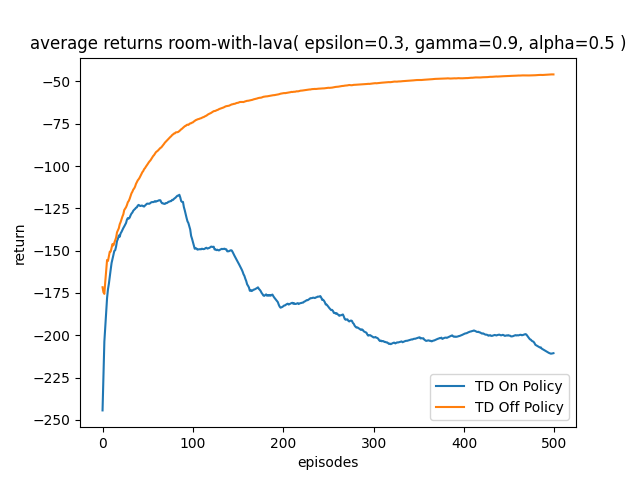 average returns room-with-lava( epsilon=0.3, gamma=0.9, alpha=0.5 )
−50
−75
−100
−125
−150
−175
−200
−225
−250
return
0 100 200 300 400 500
episodes
TD On Policy
TD Off Policy